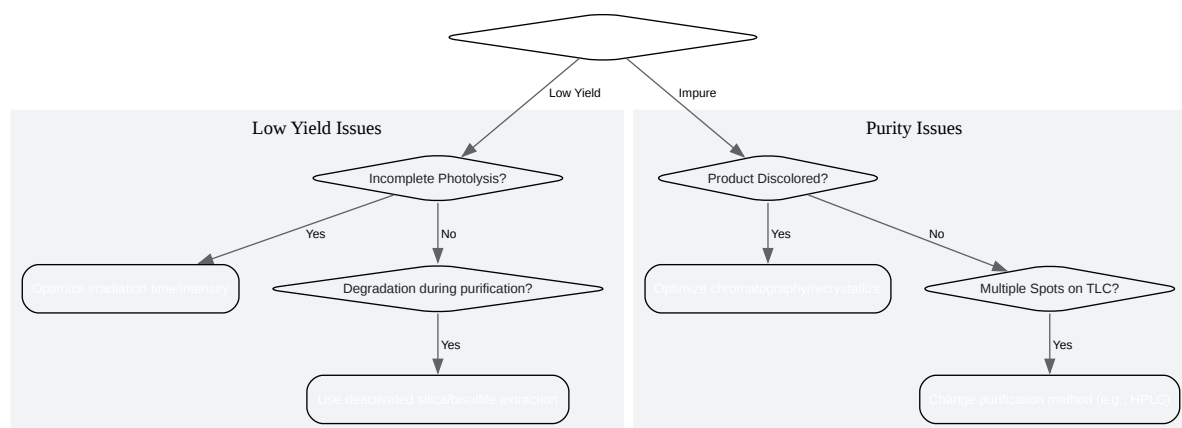 Low Yield
Impure
Low Yield Issues
Purity Issues
Incomplete Photolysis?
Product Discolored?
Yes
No
Yes
No
Optimize irradiation time/intensity
Degradation during purification?
Optimize chromatography/recrystallize
Multiple Spots on TLC?
Yes
Yes
Use deactivated silica/bisulfite extraction
Change purification method (e.g., HPLC)